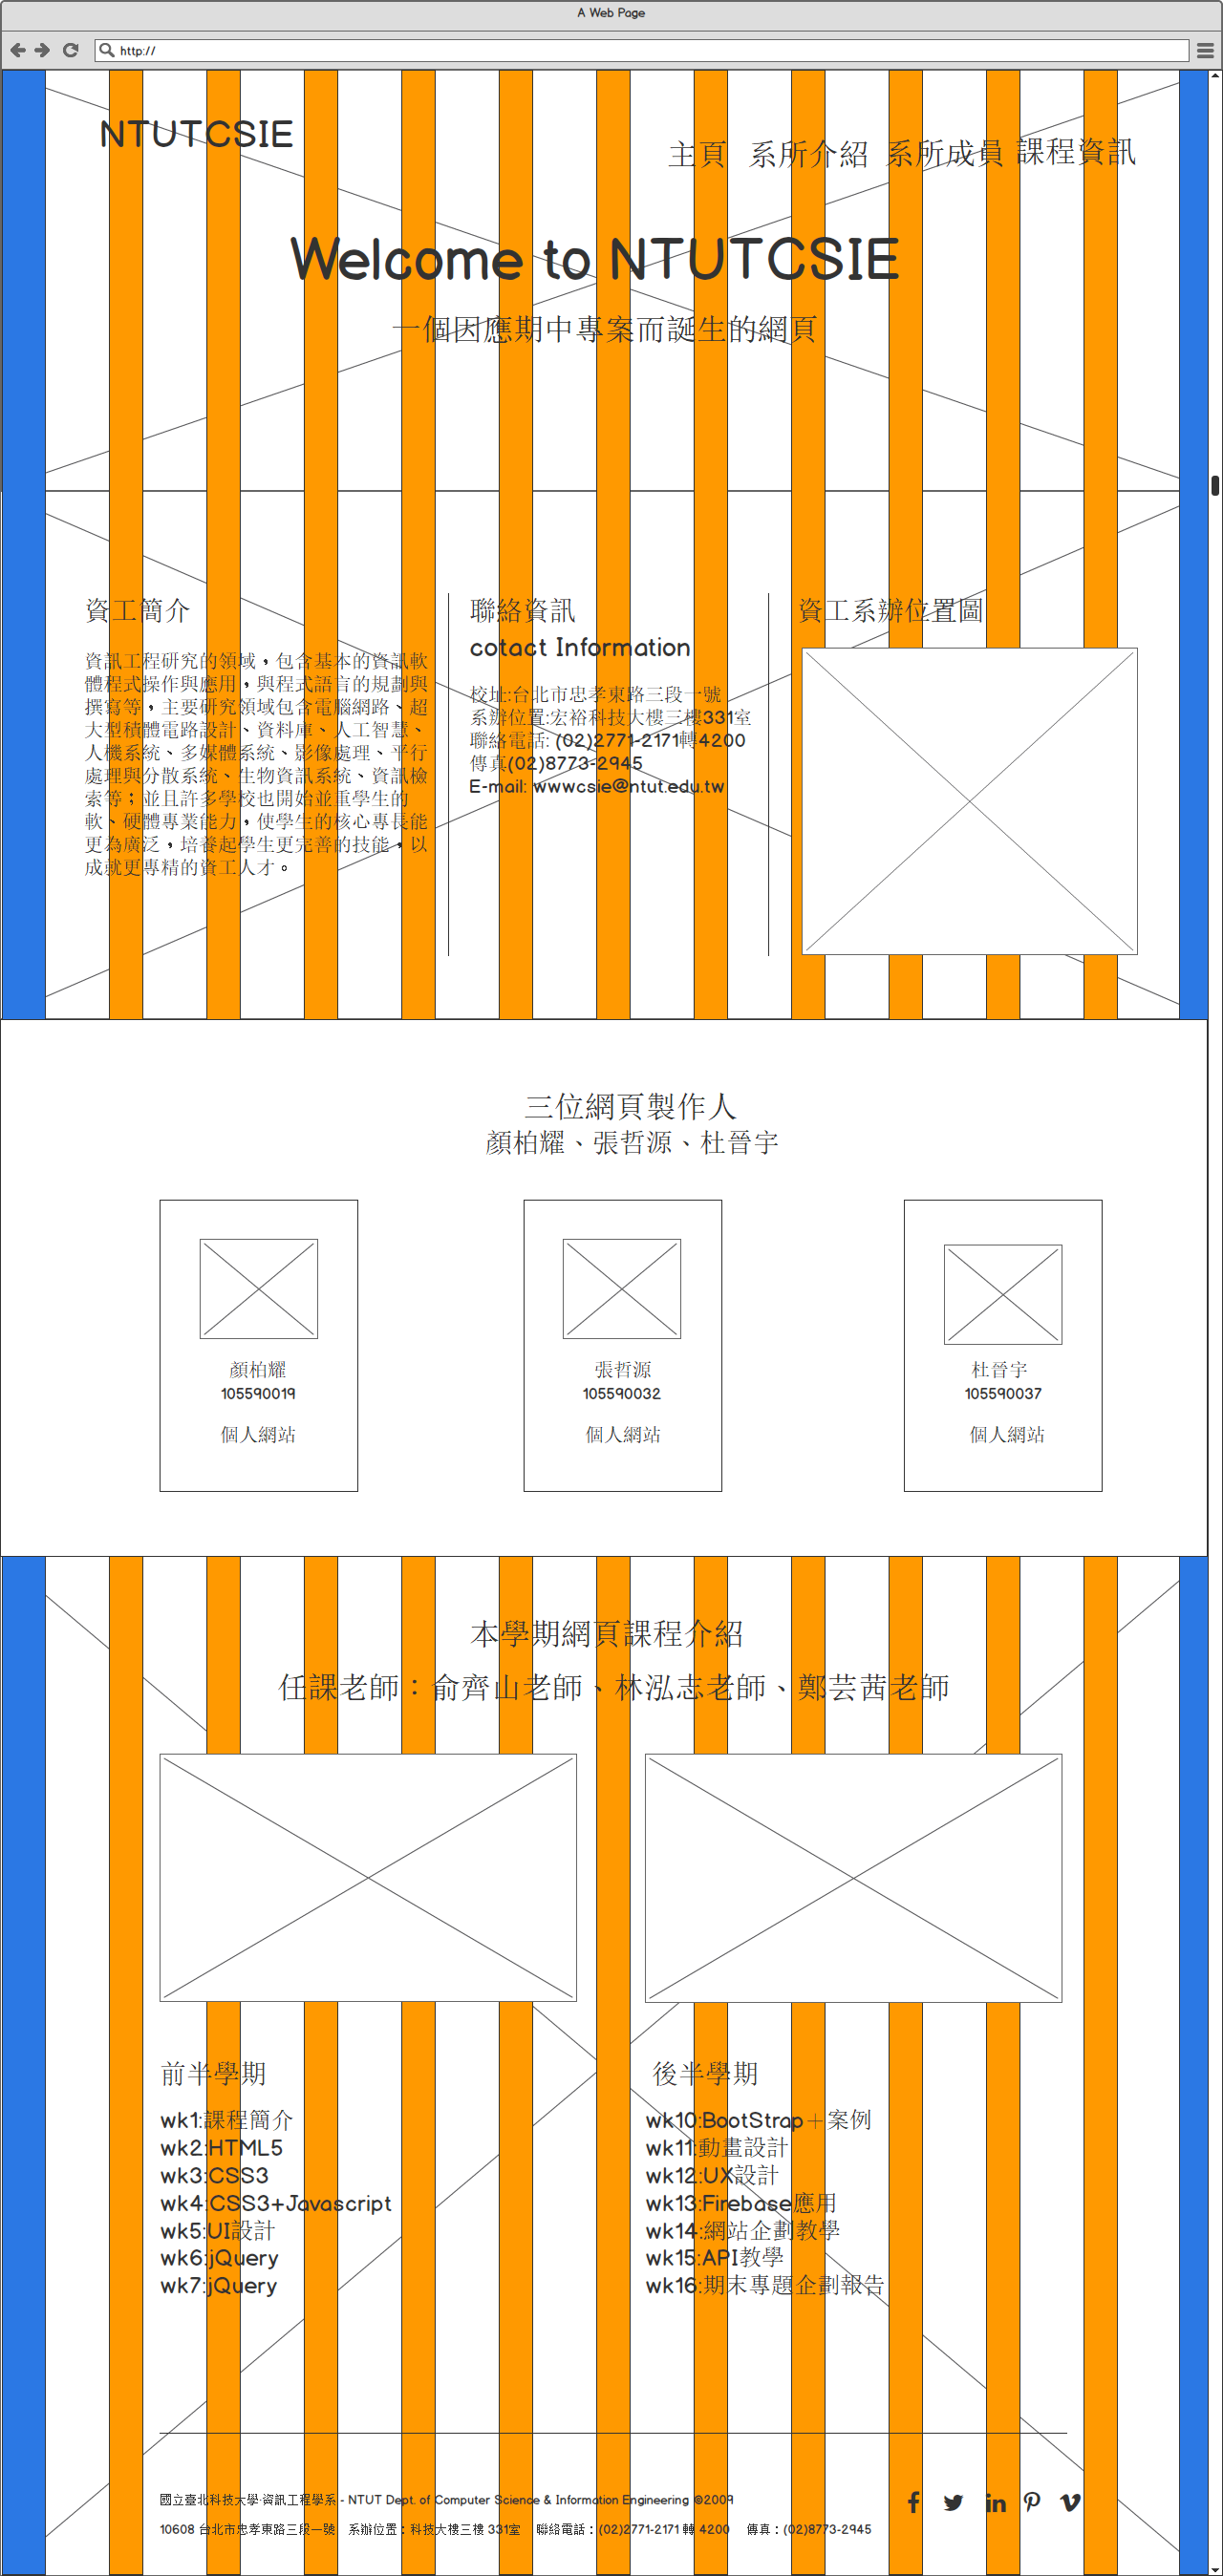 A Web Page
http://
NTUTCSIE
主頁 系所介紹 系所成員 課程資訊
Welcome to NTUTCSIE
一個因應期中專案而誕生的網頁
資工簡介
資訊工程研究的領域，包含基本的資訊軟
體程式操作與應用，與程式語言的規劃與
撰寫等，主要研究領域包含電腦網路、超
大型積體電路設計、資料庫、人工智慧、
人機系統、多媒體系統、影像處理、平行
處理與分散系統、生物資訊系統、資訊檢
索等；並且許多學校也開始並重學生的
軟、硬體專業能力，使學生的核心專長能
更為廣泛，培養起學生更完善的技能，以
成就更專精的資工人才。
聯絡資訊
cotact Information
校址:台北市忠孝東路三段一號
系辦位置:宏裕科技大樓三樓331室
聯絡電話: (02)2771-2171轉4200
傳真(02)8773-2945
E-mail: wwwcsie@ntut.edu.tw
資工系辦位置圖
三位網頁製作人
顏柏耀、張哲源、杜晉宇
顏柏耀
105590019
個人網站
張哲源
105590032
個人網站
杜晉宇
105590037
個人網站
本學期網頁課程介紹
任課老師：俞齊山老師、林泓志老師、鄭芸茜老師
前半學期
wk1:課程簡介
wk2:HTML5
wk3:CSS3
wk4:CSS3+Javascript
wk5:UI設計
wk6:jQuery
wk7:jQuery
後半學期
wk10:BootStrap＋案例
wk11:動畫設計
wk12:UX設計
wk13:Firebase應用
wk14:網站企劃教學
wk15:API教學
wk16:期末專題企劃報告
國立臺北科技大學·資訊工程學系 - NTUT Dept. of Computer Science & Information Engineering ©2009
10608 台北市忠孝東路三段一號 系辦位置：科技大樓三樓 331室 聯絡電話：(02)2771-2171 轉 4200 傳真：(02)8773-2945